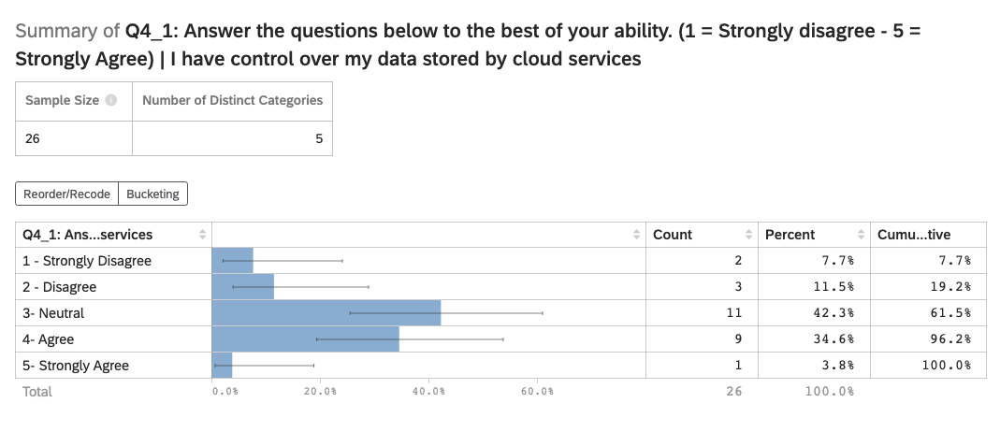 Summary of Q4_1: Answer the questions below to the best of your ability. (1 = Strongly disagree - 5 =
Strongly Agree) | I have control over my data stored by cloud services
Sample Size Number of Distinct Categories
26 5
Reorder/Recode Bucketing
Q4_1: Ans...services Count Percent Cumu...tive
1 - Strongly Disagree 2 7.7% 7.7%
2 - Disagree 3 11.5% 19.2%
3- Neutral 11 42.3% 61.5%
4- Agree 9 34.6% 96.2%
5- Strongly Agree 1 3.8% 100.0%
Total 0.0% 20.0% 40.0% 60.0% 26 100.0%